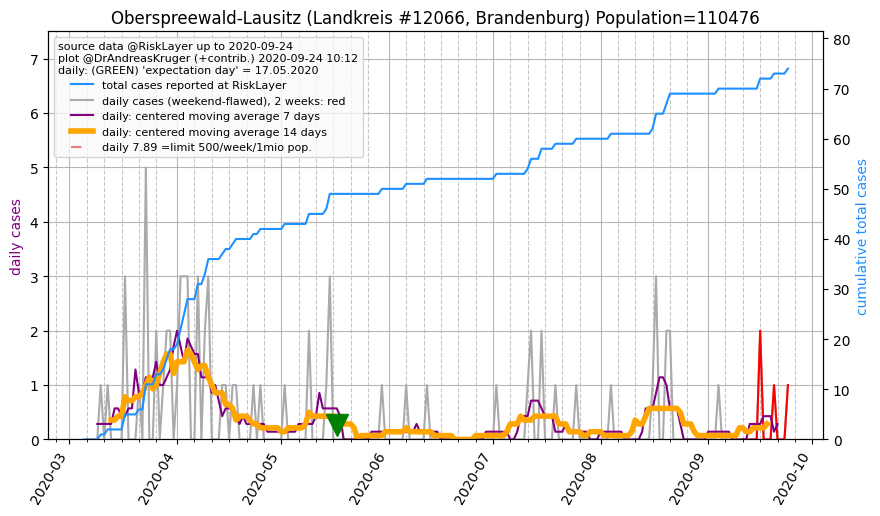 Oberspreewald-Lausitz (Landkreis #12066, Brandenburg) Population=110476
source data @RiskLayer up to 2020-09-24
plot @DrAndreasKruger (+contrib.) 2020-09-24 10:12
daily: (GREEN) 'expectation day' = 17.05.2020
total cases reported at RiskLayer
daily cases (weekend-flawed), 2 weeks: red
daily: centered moving average 7 days
daily: centered moving average 14 days
daily 7.89 =limit 500/week/1mio pop.
daily cases
7
6
5
4
3
2
1
0
cumulative total cases
80
70
60
50
40
30
20
10
0
2020-03
2020-04
2020-05
2020-06
2020-07
2020-08
2020-09
2020-10